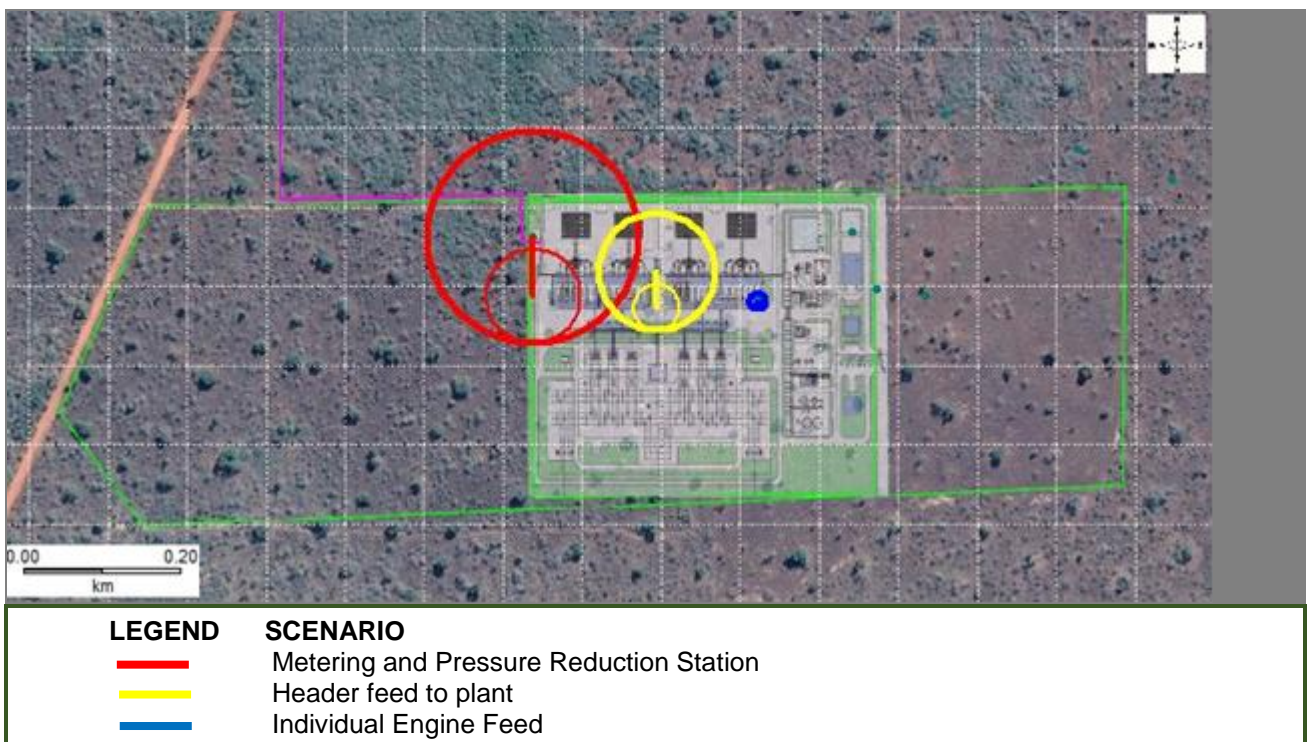 0.00 0.20
km
LEGEND SCENARIO
Metering and Pressure Reduction Station
Header feed to plant
Individual Engine Feed